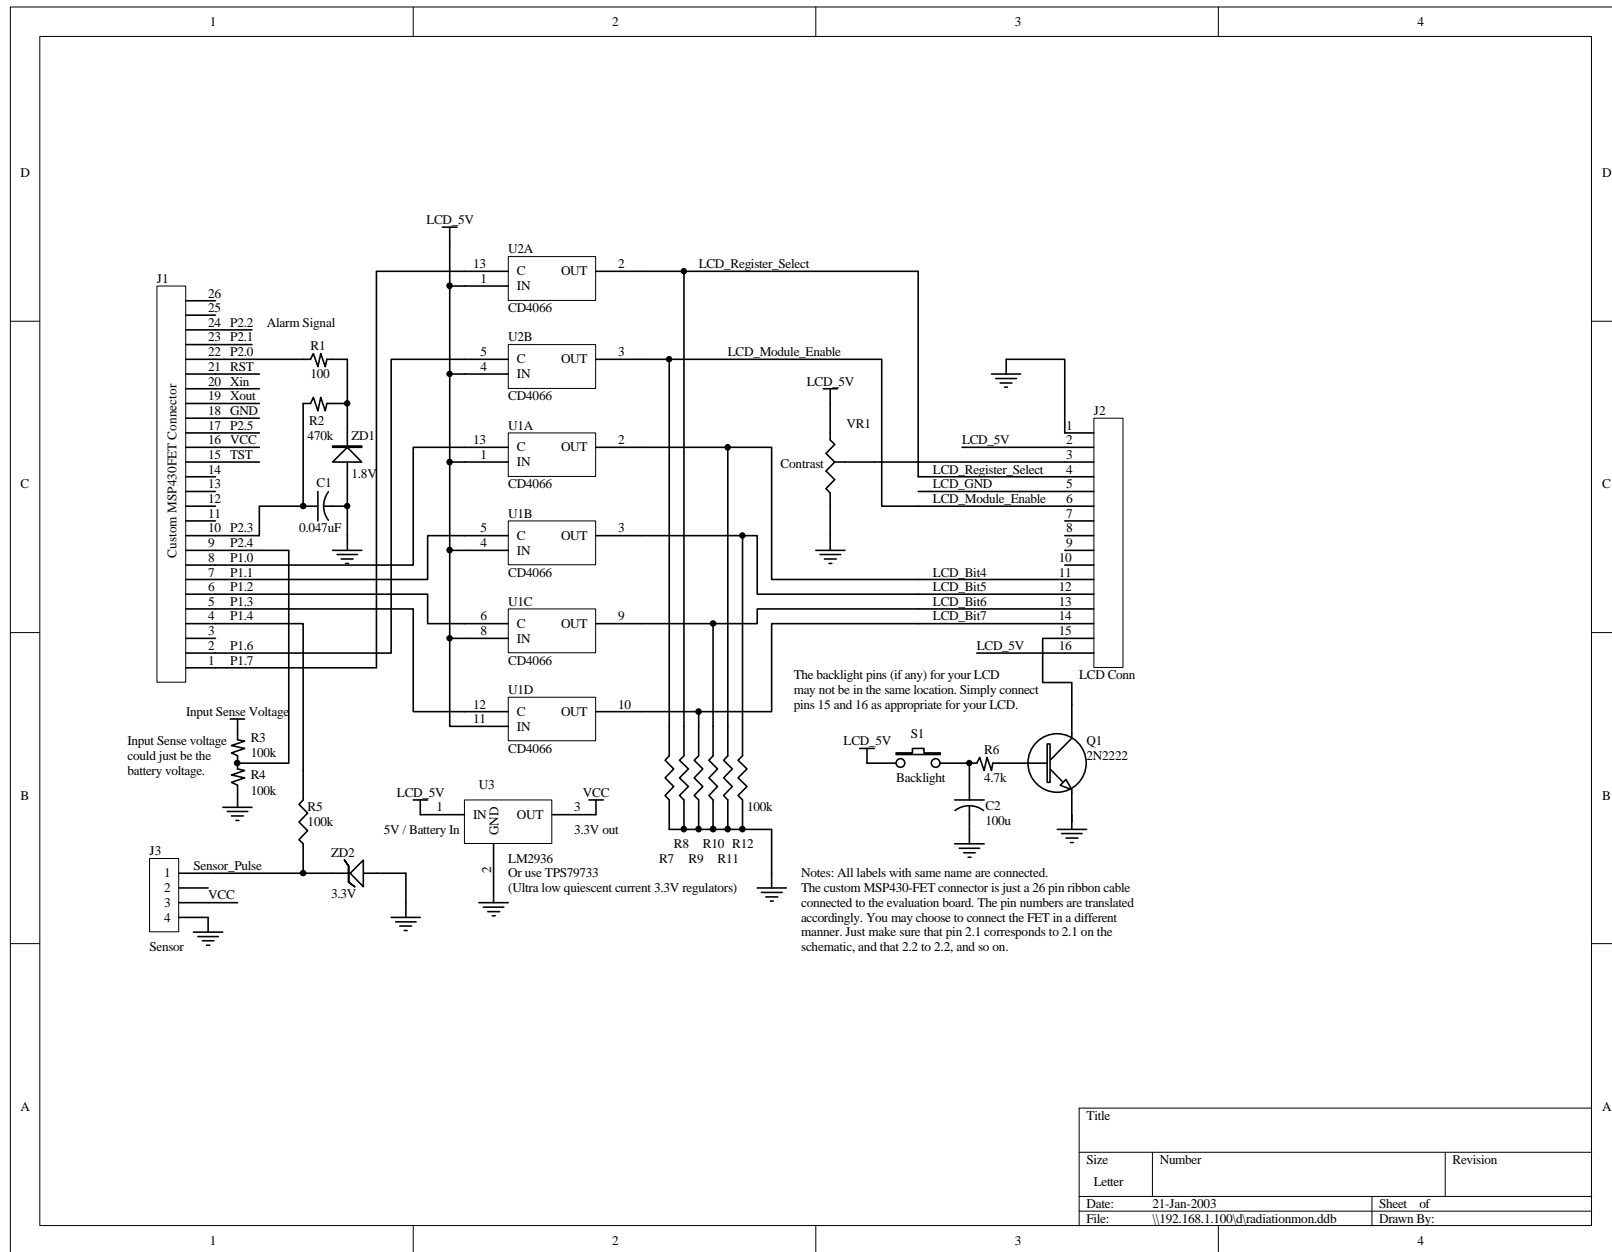 1 2 3 4
D D
C C
B B
A A
LCD_5V
U2A
13 C OUT 2
1 IN
CD4066
LCD_Register_Select
U2B
5 C OUT 3
4 IN
CD4066
LCD_Module_Enable
U1A
13 C OUT 2
1 IN
CD4066
U1B
5 C OUT 3
4 IN
CD4066
U1C
6 C OUT 9
8 IN
CD4066
U1D
12 C OUT 10
11 IN
CD4066
J1
Custom MSP430FET Connector
26
25
24 P2.2
23 P2.1
22 P2.0
21 RST
20 Xin
19 Xout
18 GND
17 P2.5
16 VCC
15 TST
14
13
12
11
10 P2.3
9 P2.4
8 P1.0
7 P1.1
6 P1.2
5 P1.3
4 P1.4
3
2 P1.6
1 P1.7
Alarm Signal
R1
100
R2
470k
ZD1
1.8V
C1
0.047uF
LCD_5V
VR1
Contrast
J2
1
LCD_5V 2
3
LCD_Register_Select 4
LCD_GND 5
LCD_Module_Enable 6
7
8
9
10
LCD_Bit4 11
LCD_Bit5 12
LCD_Bit6 13
LCD_Bit7 14
15
LCD_5V 16
LCD Conn
The backlight pins (if any) for your LCD
may not be in the same location. Simply connect
pins 15 and 16 as appropriate for your LCD.
Input Sense Voltage
Input Sense voltage
could just be the
battery voltage.
R3
100k
R4
100k
R5
100k
J3
1 Sensor_Pulse
2
3 VCC
4
Sensor
ZD2
3.3V
LCD_5V
U3
VCC
1 IN GND OUT 3
5V / Battery In
3.3V out
2
LM2936
Or use TPS79733
(Ultra low quiescent current 3.3V regulators)
100k
R8 R10 R12
R7 R9 R11
LCD_5V
S1
Backlight
R6
4.7k
C2
100u
Q1
2N2222
Notes: All labels with same name are connected.
The custom MSP430-FET connector is just a 26 pin ribbon cable
connected to the evaluation board. The pin numbers are translated
accordingly. You may choose to connect the FET in a different
manner. Just make sure that pin 2.1 corresponds to 2.1 on the
schematic, and that 2.2 to 2.2, and so on.
Title
Size Number Revision
Letter
Date: 21-Jan-2003 Sheet of
File: \\192.168.1.100\d\radiationmon.ddb Drawn By:
1 2 3 4